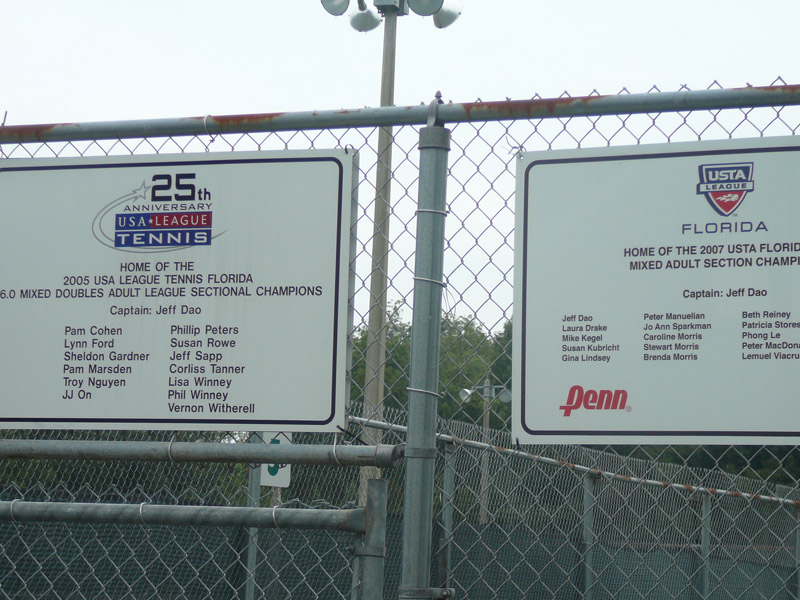 25th
ANNIVERSARY
USA LEAGUE
TENNIS
HOME OF THE
2005 USA LEAGUE TENNIS FLORIDA
6.0 MIXED DOUBLES ADULT LEAGUE SECTIONAL CHAMPIONS
Captain: Jeff Dao
Pam Cohen
Lynn Ford
Sheldon Gardner
Pam Marsden
Troy Nguyen
JJ On
Phillip Peters
Susan Rowe
Jeff Sapp
Corliss Tanner
Lisa Winney
Phil Winney
Vernon Witherell
USTA
LEAGUE
FLORIDA
HOME OF THE 2007 USTA FLORID
MIXED ADULT SECTION CHAMPI
Captain: Jeff Dao
Jeff Dao
Laura Drake
Mike Kegel
Susan Kubricht
Gina Lindsey
Peter Manuelian
Jo Ann Sparkman
Caroline Morris
Stewart Morris
Brenda Morris
Beth Reiney
Patricia Stores
Phong Le
Peter MacDona
Lemuel Viacru
Penn